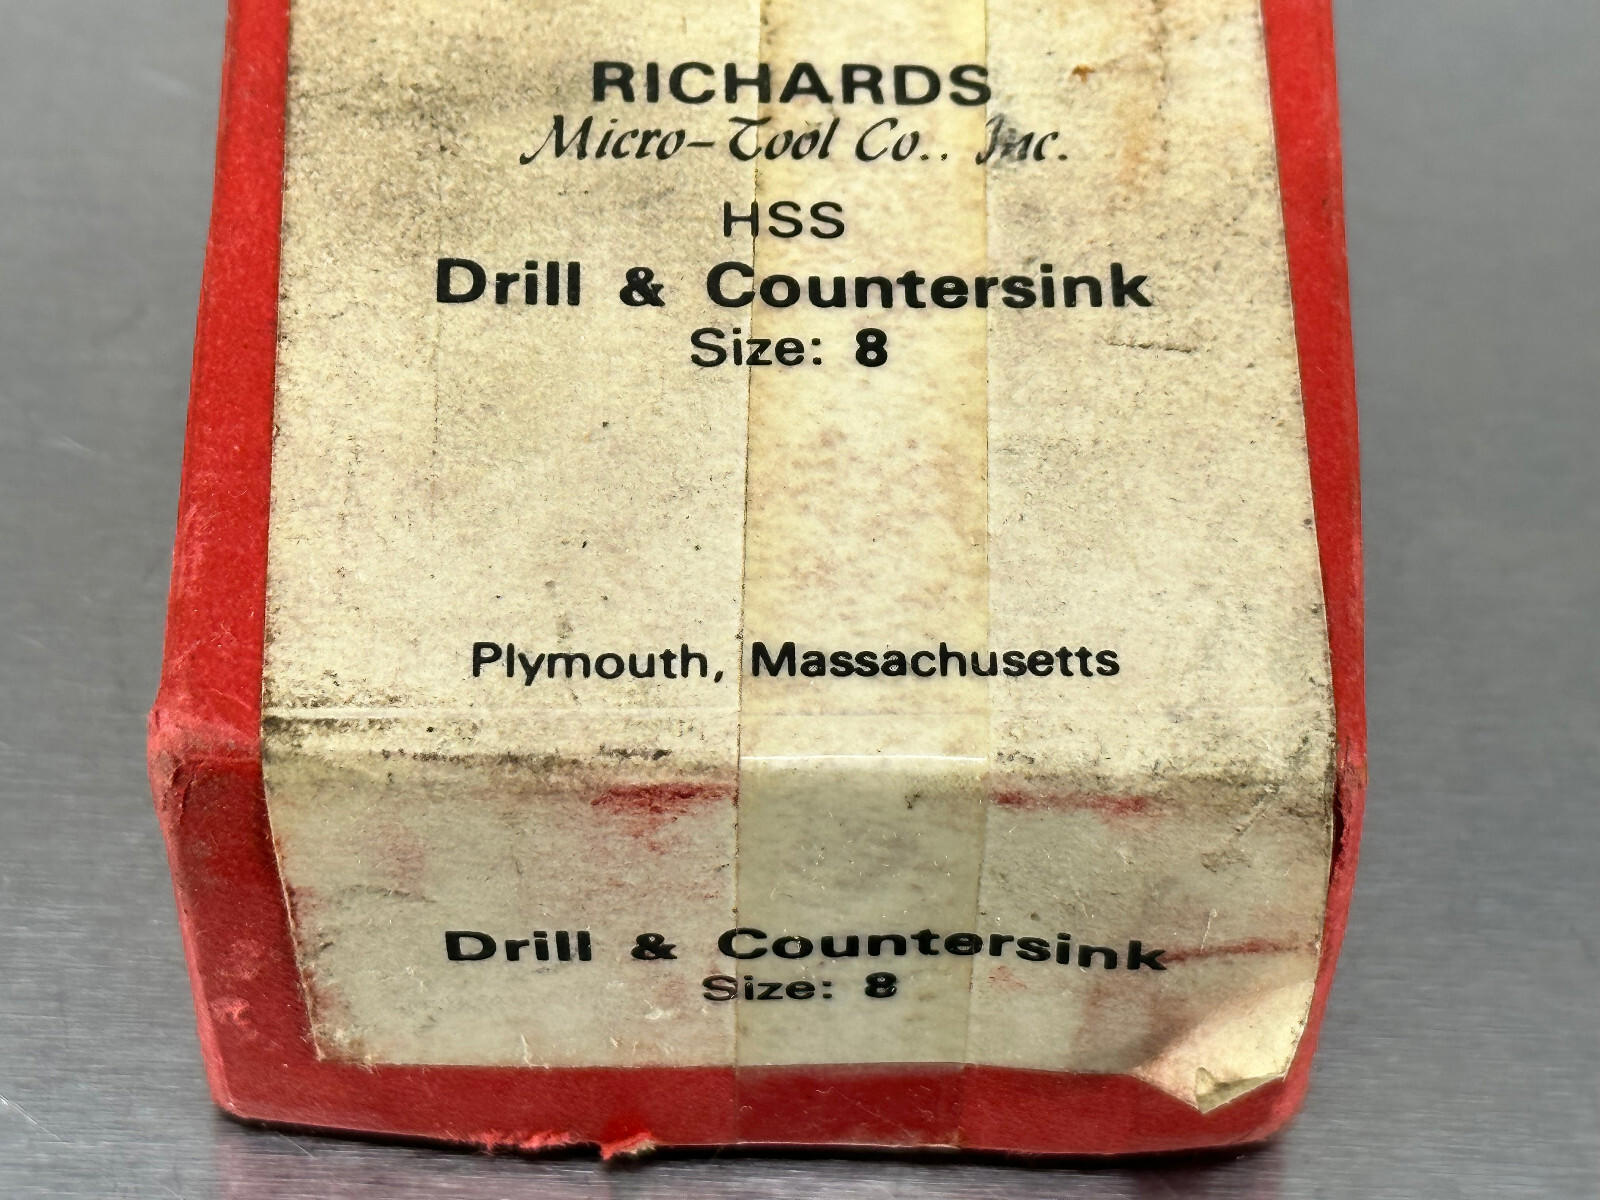 RICHARDS
Micro-Tool Co., Inc.
HSS
Drill & Countersink
Size: 8
Plymouth, Massachusetts
Drill & Countersink
Size: 8